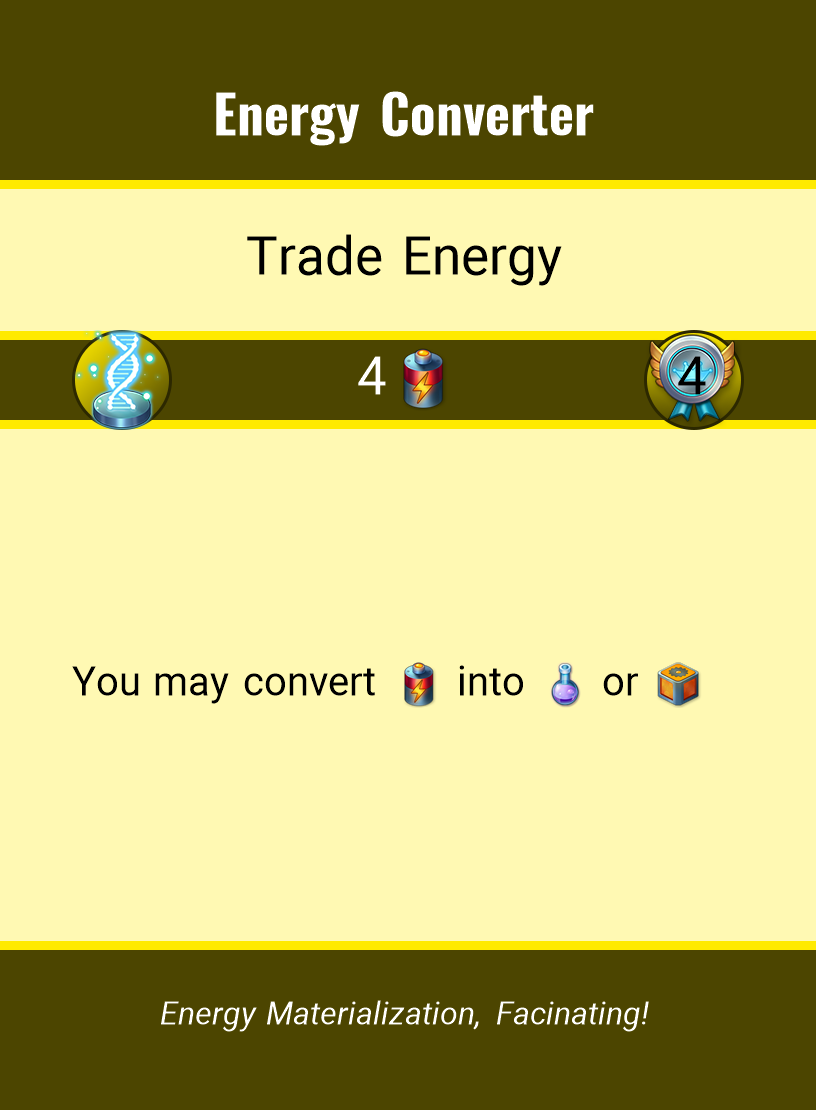 Energy Converter
Trade Energy
4 4
You may convert into or
Energy Materialization, Facinating!